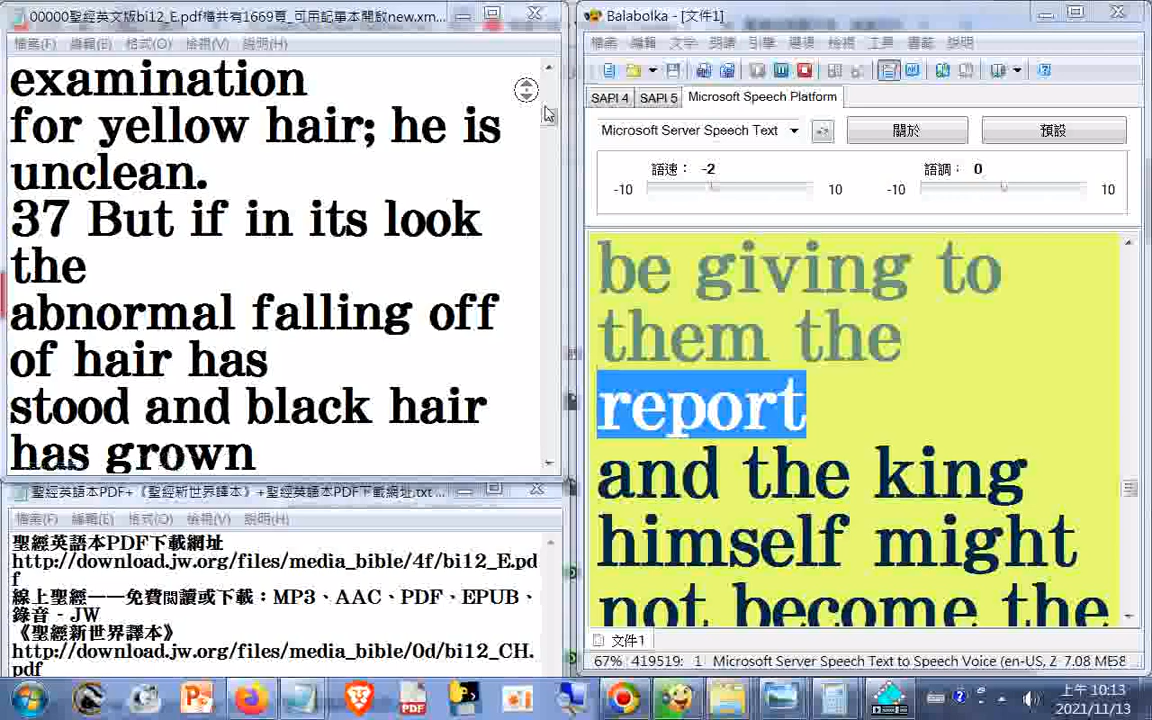 00000聖經英文版bi12_E.pdf檔共有1669頁_可用記事本開啟new.xm...
檔案(F) 編輯(E) 格式(O) 檢視(V) 說明(H)
examination
for yellow hair; he is
unclean.
37 But if in its look
the
abnormal falling off
of hair has
stood and black hair
has grown
聖經英語本PDF+《聖經新世界譯本》+聖經英語本PDF下載網址.txt ...
檔案(F) 編輯(E) 格式(O) 檢視(V) 說明(H)
聖經英語本PDF下載網址
http://download.jw.org/files/media_bible/4f/bi12_E.pd
f
線上聖經——免費閱讀或下載：MP3、AAC、PDF、EPUB、
錄音 - JW
《聖經新世界譯本》
http://download.jw.org/files/media_bible/0d/bi12_CH.
pdf
Balabolka - [文件1]
檔案 編輯 文字 朗讀 引擎 選項 檢視 工具 書籤 說明
SAPI 4 SAPI 5 Microsoft Speech Platform
Microsoft Server Speech Text 關於 預設
語速： -2 語調： 0
-10 10 -10 10
be giving to
them the
report
and the king
himself might
not become the
文件1
67% 419519: 1 Microsoft Server Speech Text to Speech Voice (en-US, Z 7.08 ME58
PDF
上午 10:13
2021/11/13